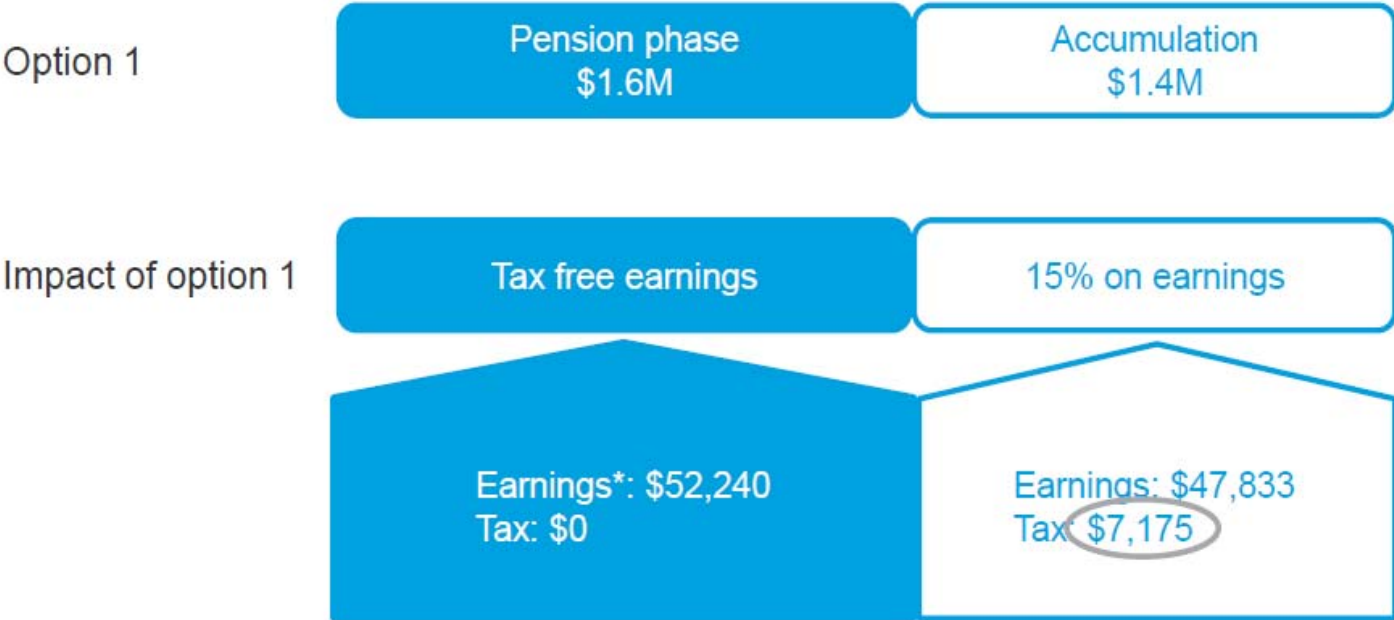 Option 1
Pension phase
$1.6M
Accumulation
$1.4M
Impact of option 1
Tax free earnings
15% on earnings
Earnings*: $52,240
Tax: $0
Earnings: $47,833
Tax: $7,175